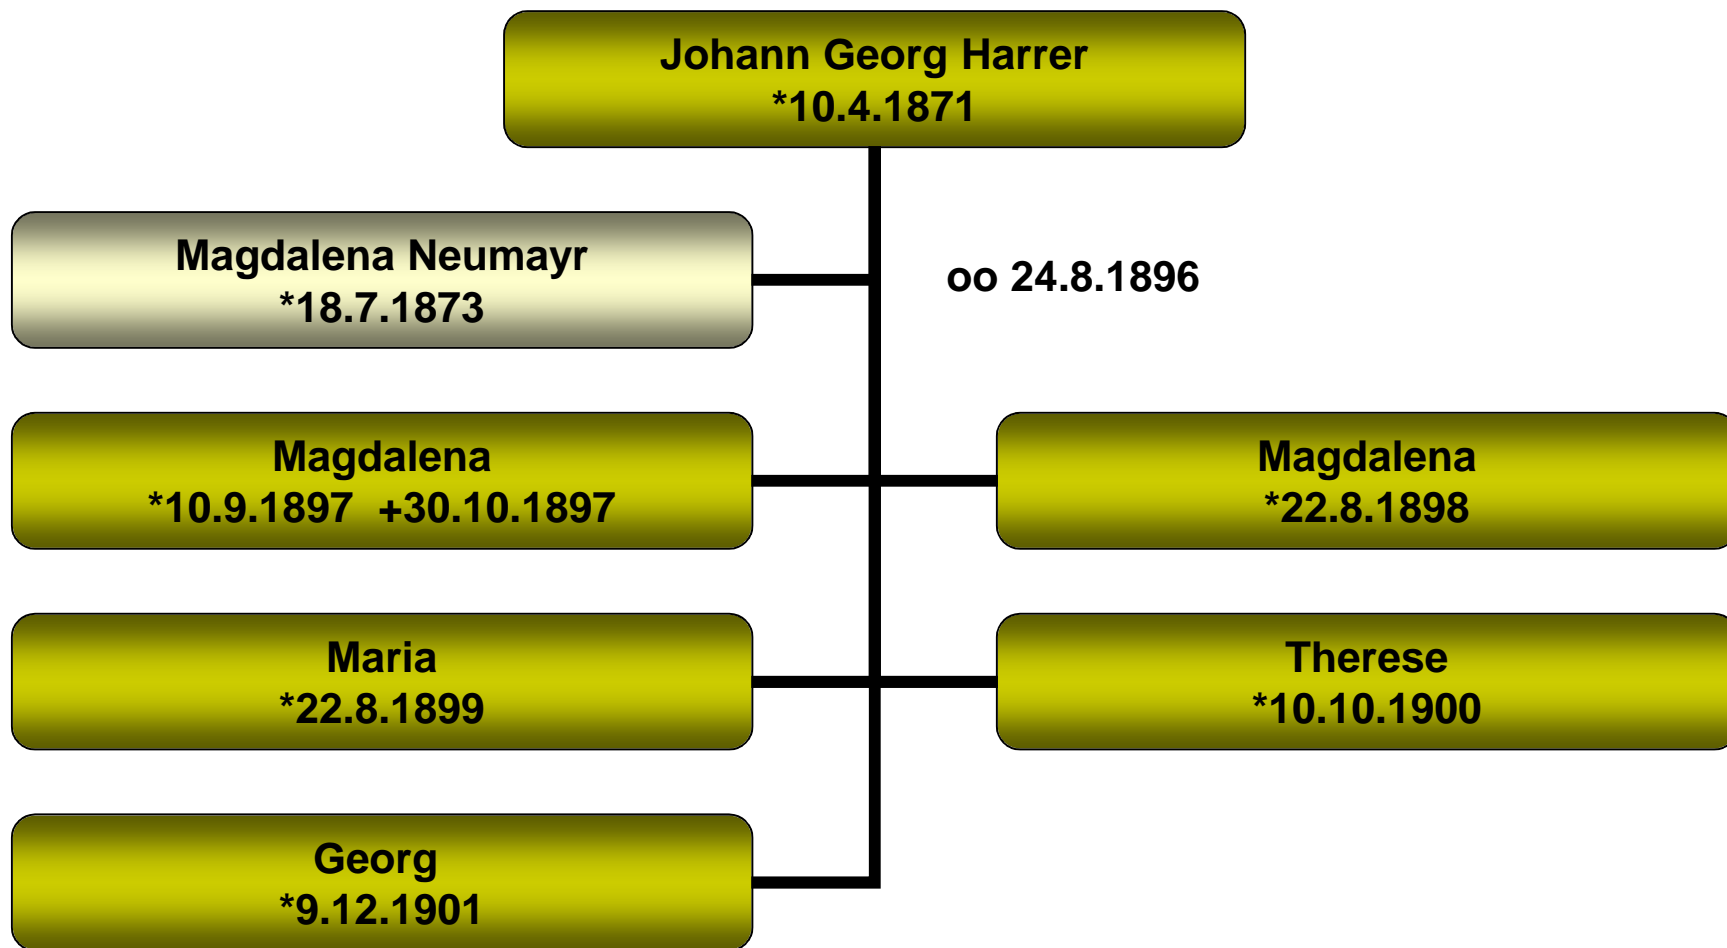 Johann Georg Harrer
*10.4.1871
Magdalena Neumayr
*18.7.1873
oo 24.8.1896
Magdalena
*10.9.1897  +30.10.1897
Magdalena
*22.8.1898
Maria
*22.8.1899
Therese
*10.10.1900
Georg
*9.12.1901